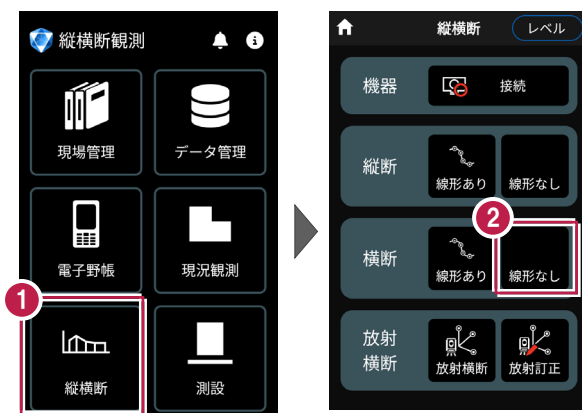 縦横断観測
現場管理
データ管理
電子野帳
現況観測
1
縦横断
測設
縦横断
レベル
機器
接続
縦断
線形あり
線形なし
2
横断
線形あり
線形なし
放射
横断
放射横断
放射訂正